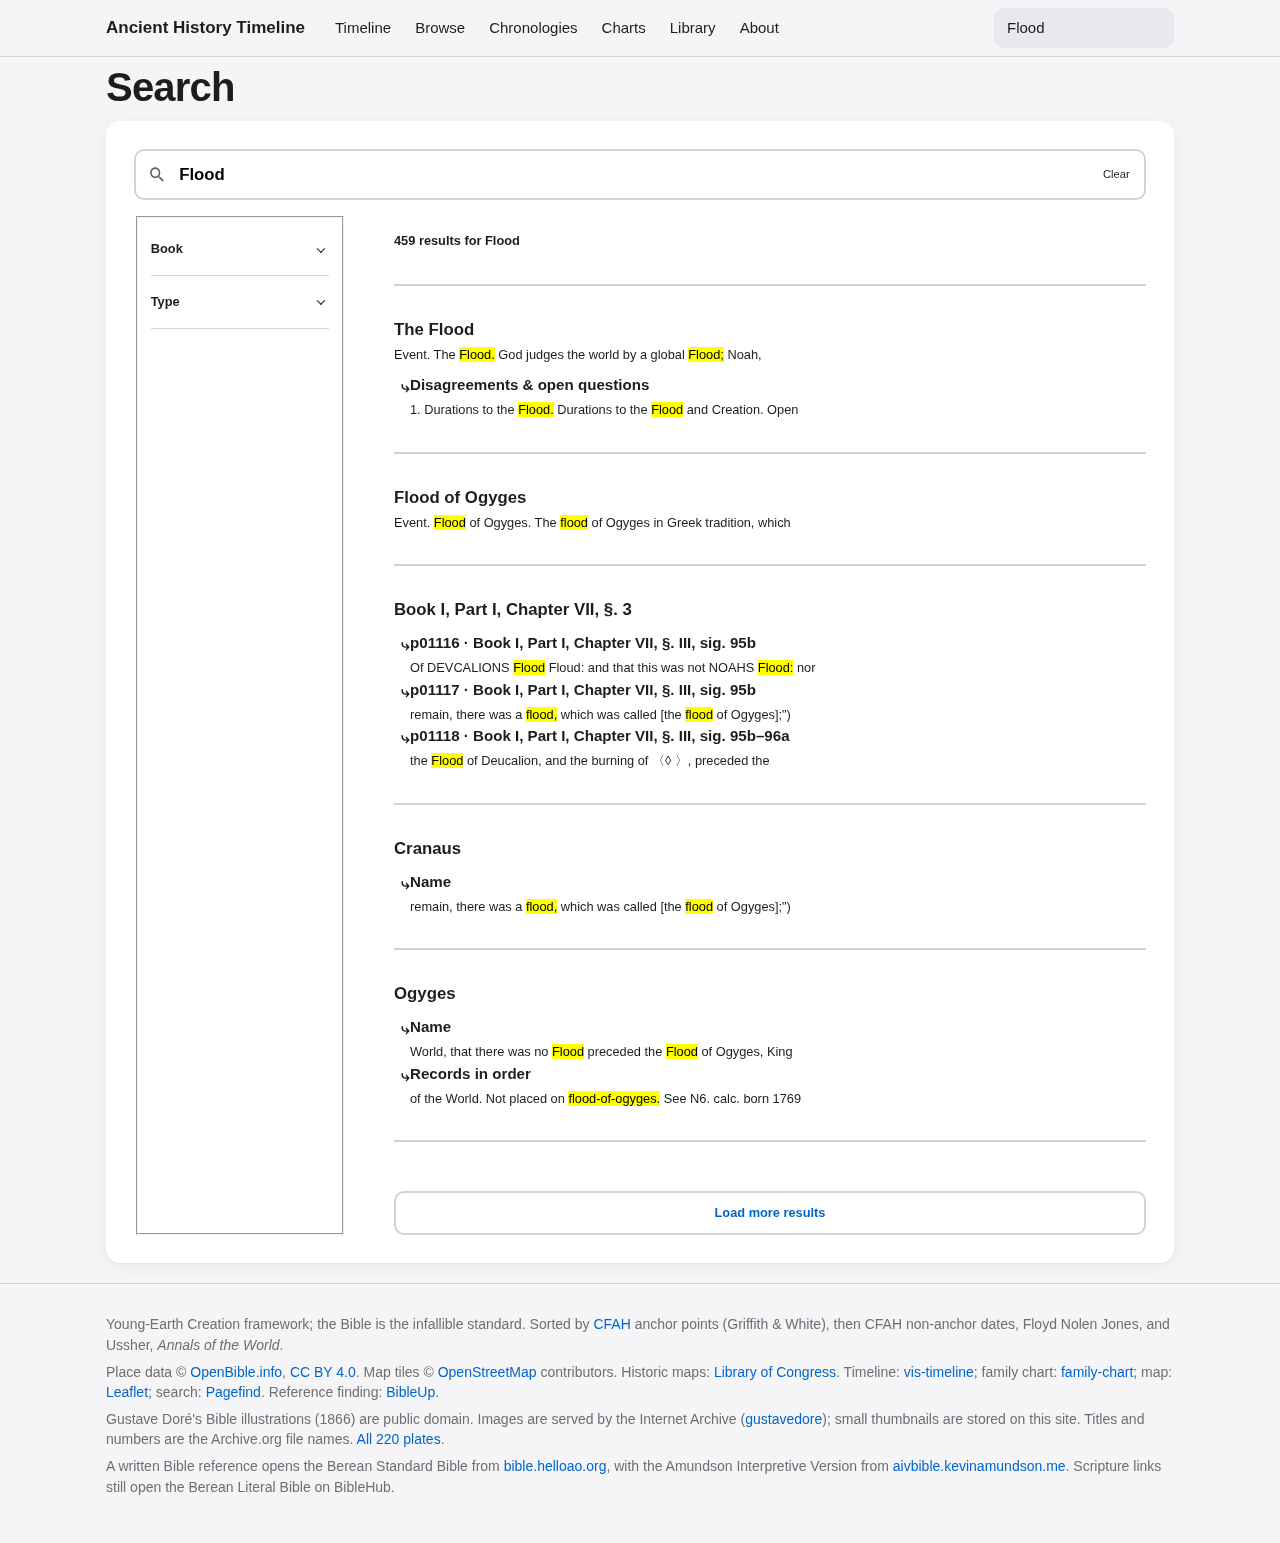 Ancient History Timeline Timeline Browse Chronologies Charts Library About Flood
Search
Flood Clear
Book
459 results for Flood
Type
The Flood
Event. The Flood. God judges the world by a global Flood; Noah,
⤷Disagreements & open questions
1. Durations to the Flood. Durations to the Flood and Creation. Open
Flood of Ogyges
Event. Flood of Ogyges. The flood of Ogyges in Greek tradition, which
Book I, Part I, Chapter VII, §. 3
⤷p01116 · Book I, Part I, Chapter VII, §. III, sig. 95b
Of DEVCALIONS Flood Floud: and that this was not NOAHS Flood: nor
⤷p01117 · Book I, Part I, Chapter VII, §. III, sig. 95b
remain, there was a flood, which was called [the flood of Ogyges];")
⤷p01118 · Book I, Part I, Chapter VII, §. III, sig. 95b–96a
the Flood of Deucalion, and the burning of 〈◊〉, preceded the
Cranaus
⤷Name
remain, there was a flood, which was called [the flood of Ogyges];")
Ogyges
⤷Name
World, that there was no Flood preceded the Flood of Ogyges, King
⤷Records in order
of the World. Not placed on flood-of-ogyges. See N6. calc. born 1769
Load more results
Young-Earth Creation framework; the Bible is the infallible standard. Sorted by CFAH anchor points (Griffith & White), then CFAH non-anchor dates, Floyd Nolen Jones, and
Ussher, Annals of the World.
Place data © OpenBible.info, CC BY 4.0. Map tiles © OpenStreetMap contributors. Historic maps: Library of Congress. Timeline: vis-timeline; family chart: family-chart; map:
Leaflet; search: Pagefind. Reference finding: BibleUp.
Gustave Doré's Bible illustrations (1866) are public domain. Images are served by the Internet Archive (gustavedore); small thumbnails are stored on this site. Titles and
numbers are the Archive.org file names. All 220 plates.
A written Bible reference opens the Berean Standard Bible from bible.helloao.org, with the Amundson Interpretive Version from aivbible.kevinamundson.me. Scripture links
still open the Berean Literal Bible on BibleHub.